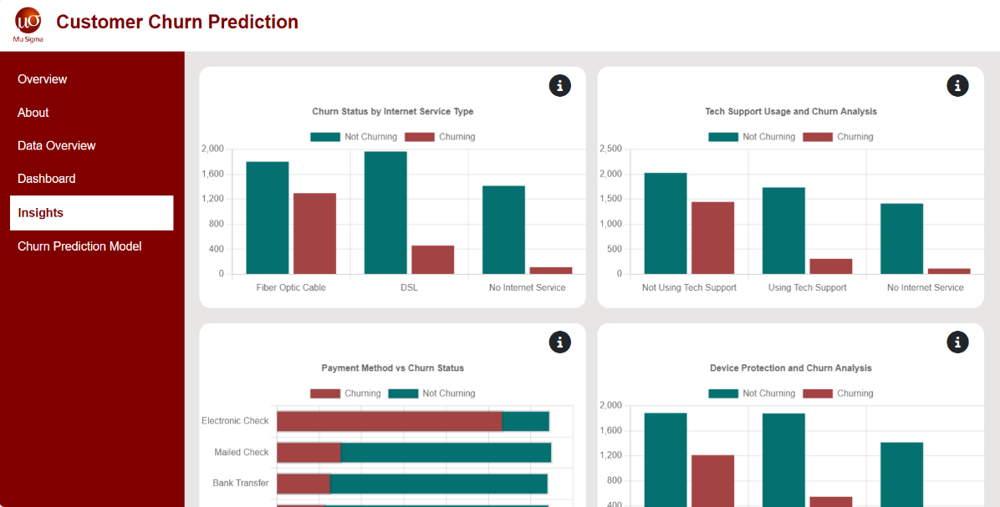 μσ
Mu Sigma
Customer Churn Prediction
Overview
About
Data Overview
Dashboard
Insights
Churn Prediction Model
i
Churn Status by Internet Service Type
Not Churning Churning
2,000
1,600
1,200
800
400
0
Fiber Optic Cable DSL No Internet Service
i
Tech Support Usage and Churn Analysis
Not Churning Churning
2,500
2,000
1,500
1,000
500
0
Not Using Tech Support Using Tech Support No Internet Service
i
Payment Method vs Churn Status
Churning Not Churning
Electronic Check
Mailed Check
Bank Transfer
i
Device Protection and Churn Analysis
Not Churning Churning
2,000
1,600
1,200
800
400